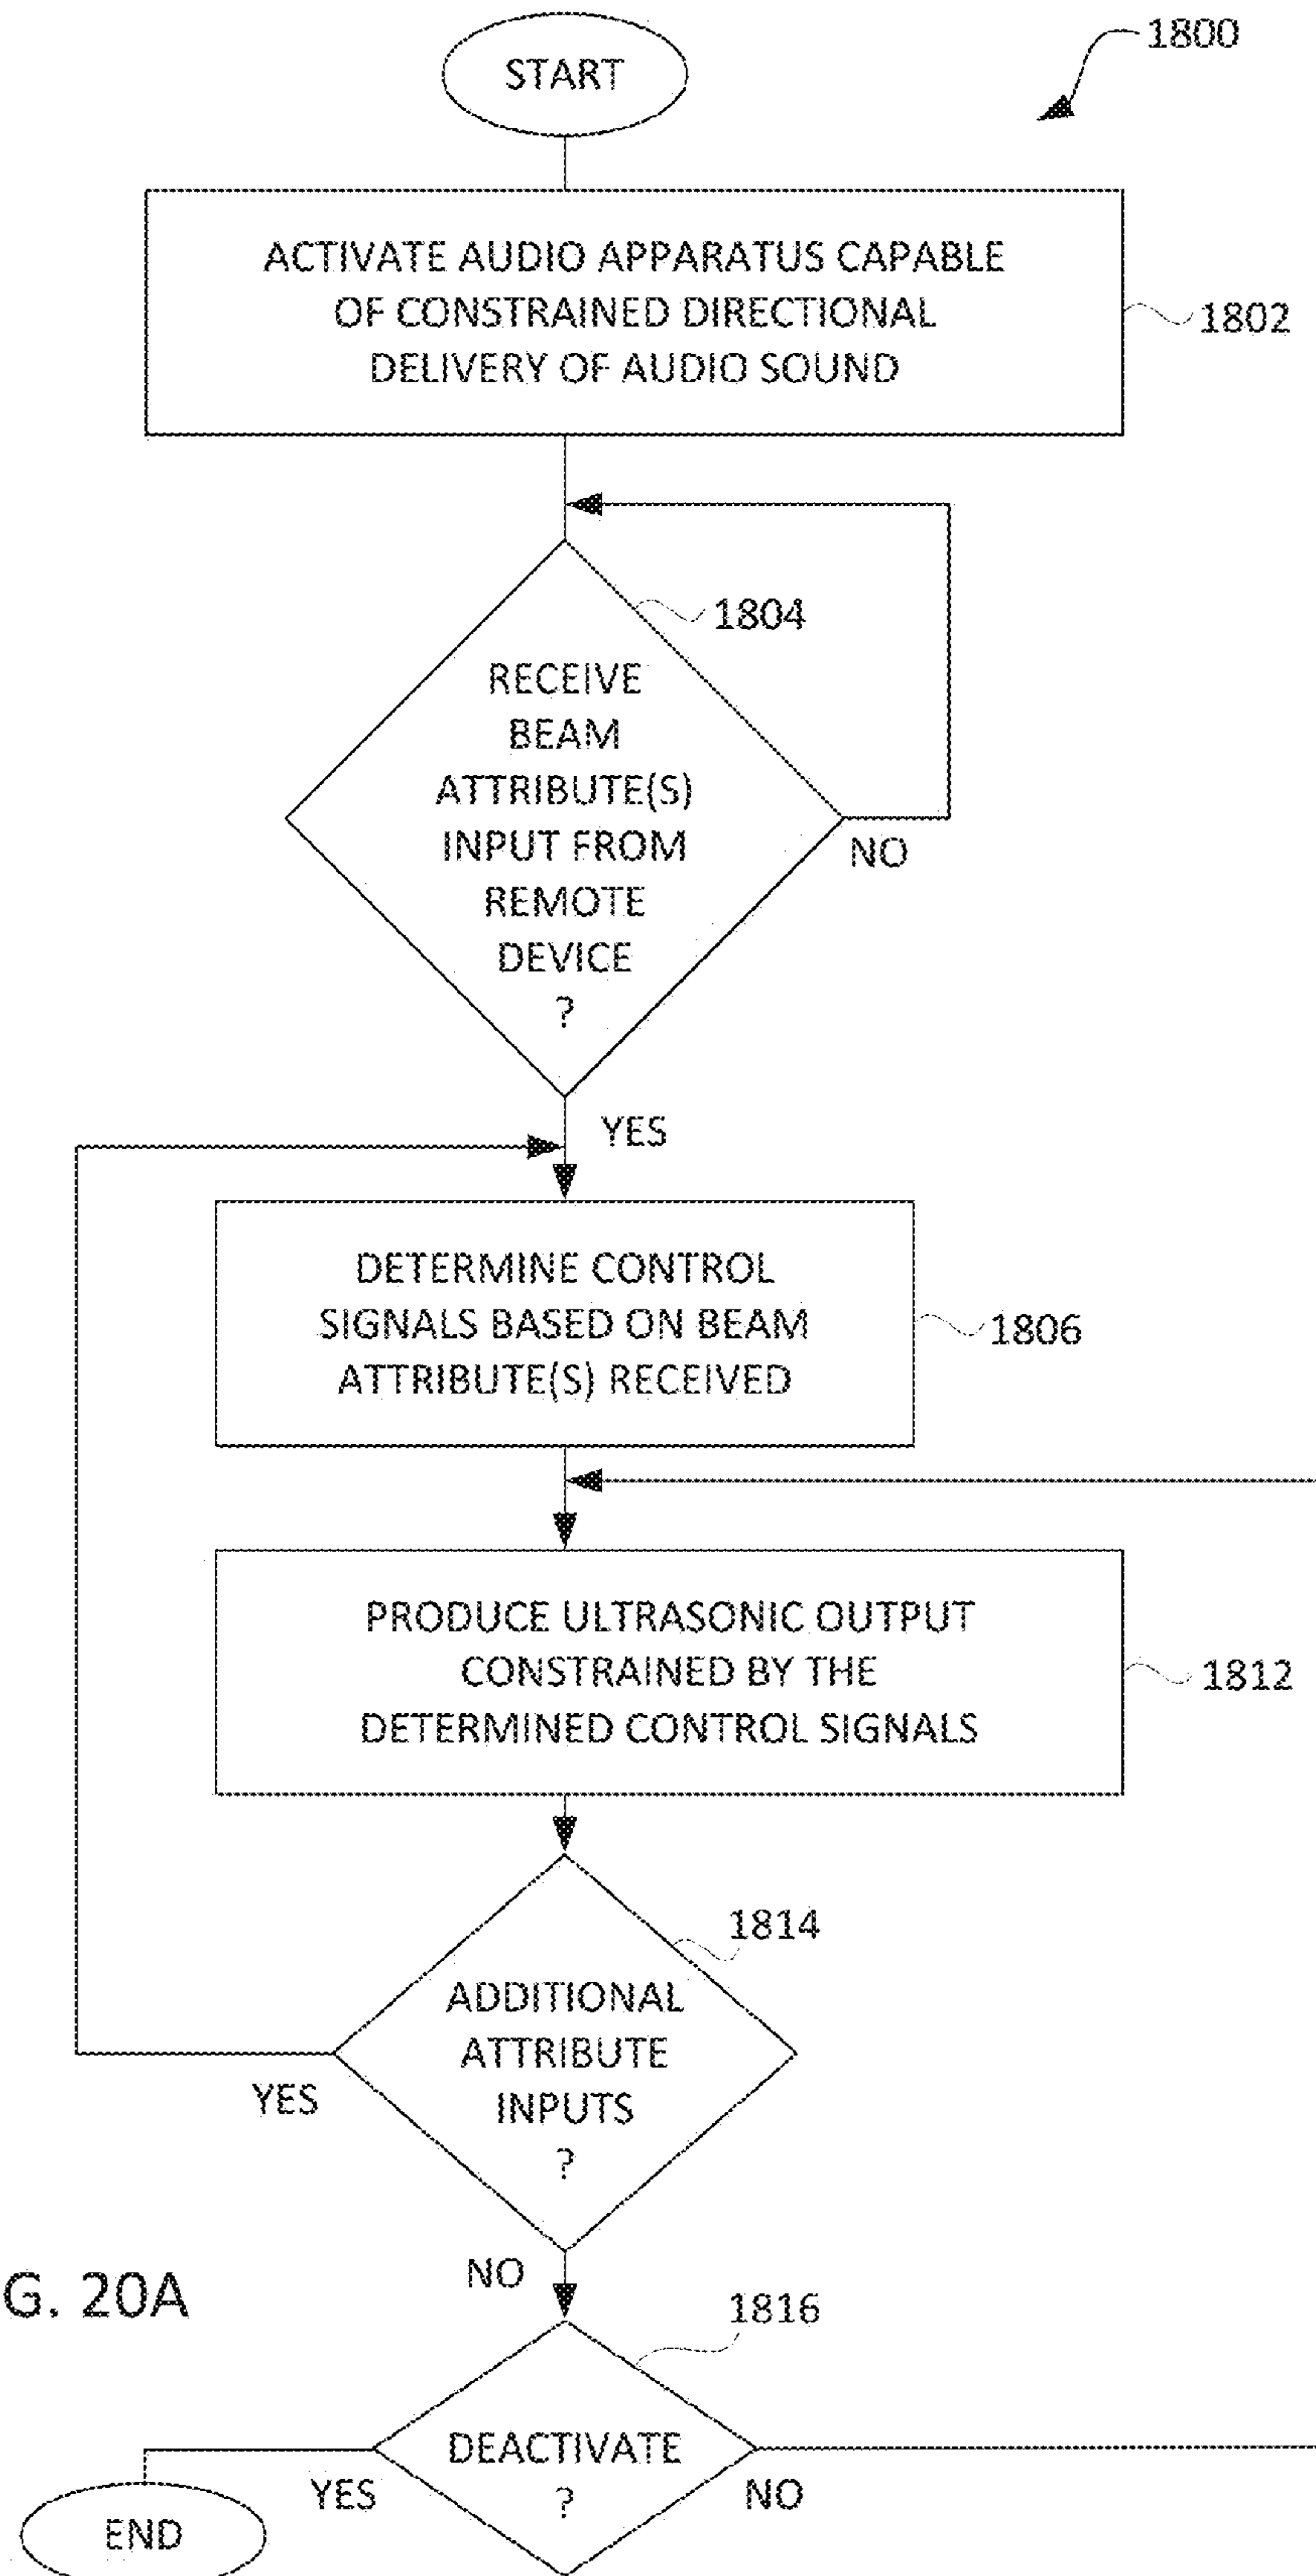 START
1800
ACTIVATE AUDIO APPARATUS CAPABLE
OF CONSTRAINED DIRECTIONAL
DELIVERY OF AUDIO SOUND
1802
1804
RECEIVE
BEAM
ATTRIBUTE(S)
INPUT FROM
REMOTE
DEVICE
?
NO
YES
DETERMINE CONTROL
SIGNALS BASED ON BEAM
ATTRIBUTE(S) RECEIVED
1806
PRODUCE ULTRASONIC OUTPUT
CONSTRAINED BY THE
DETERMINED CONTROL SIGNALS
1812
1814
ADDITIONAL
ATTRIBUTE
INPUTS
?
YES
NO
G. 20A
1816
DEACTIVATE
?
YES
NO
END